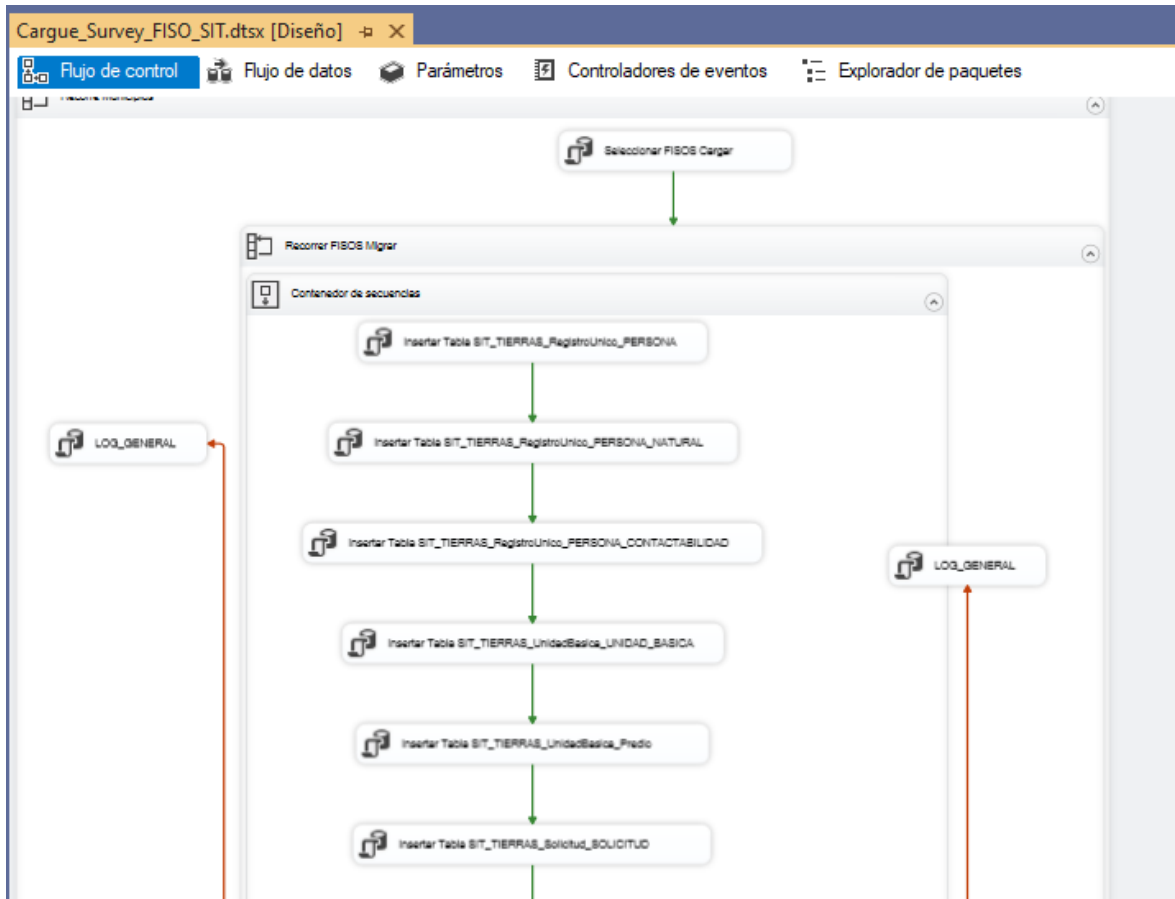 Cargue_Survey_FISO_SIT.dtsx [Diseño]
Flujo de control
Flujo de datos
Parámetros
Controladores de eventos
Explorador de paquetes
Seleccionar FISOS Cargar
Recorrer FISOS Migrar
Contenedor de secuencias
Insertar Tabla SIT_TIERRAS_RegistroUnico_PERSONA
LOG_GENERAL
Insertar Tabla SIT_TIERRAS_RegistroUnico_PERSONA_NATURAL
Insertar Tabla SIT_TIERRAS_RegistroUnico_PERSONA_CONTACTABILIDAD
LOG_GENERAL
Insertar Tabla SIT_TIERRAS_UnidadBasica_UNIDAD_BASICA
Insertar Tabla SIT_TIERRAS_UnidadBasica_Predio
Insertar Tabla SIT_TIERRAS_Solicitud_SOLICITUD